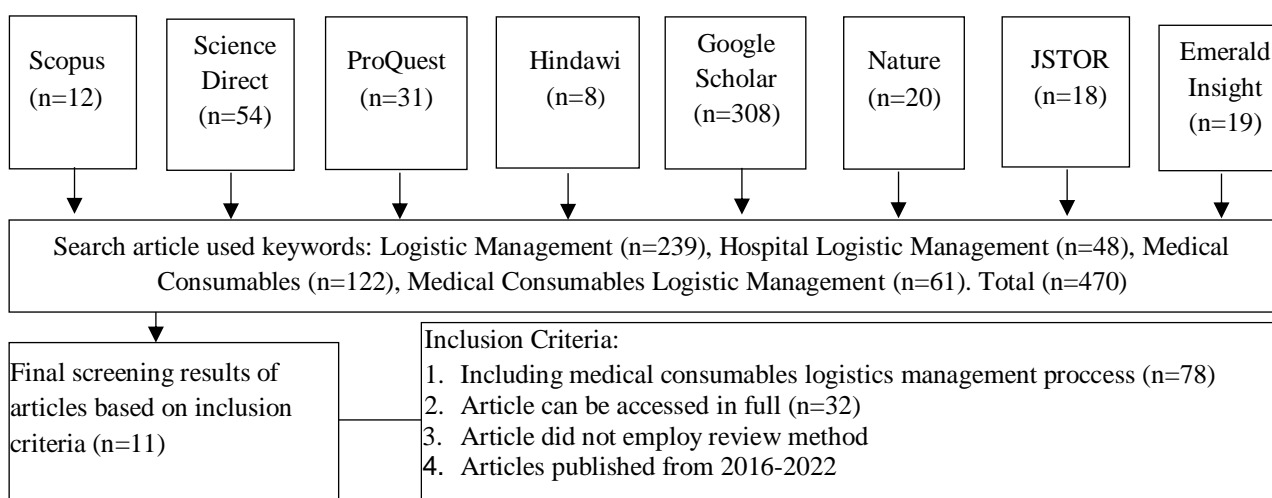 Scopus
(n=12)
Science
Direct
(n=54)
ProQuest
(n=31)
Hindawi
(n=8)
Google
Scholar
(n=308)
Nature
(n=20)
JSTOR
(n=18)
Emerald
Insight
(n=19)
Search article used keywords: Logistic Management (n=239), Hospital Logistic Management (n=48), Medical
Consumables (n=122), Medical Consumables Logistic Management (n=61). Total (n=470)
Final screening results of
articles based on inclusion
criteria (n=11)
Inclusion Criteria:
1. Including medical consumables logistics management proccess (n=78)
2. Article can be accessed in full (n=32)
3. Article did not employ review method
4. Articles published from 2016-2022